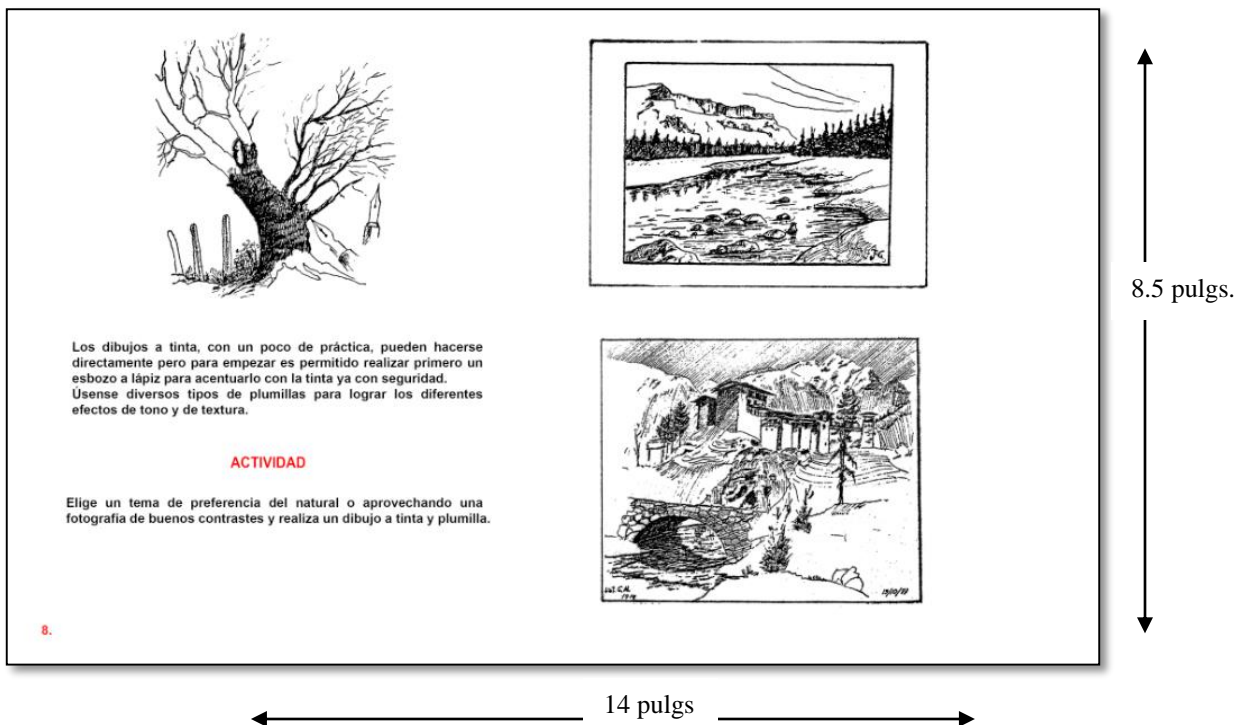 Los dibujos a tinta, con un poco de práctica, pueden hacerse
directamente pero para empezar es permitido realizar primero un
esbozo a lápiz para acentuarlo con la tinta ya con seguridad.
Úsense diversos tipos de plumillas para lograr los diferentes
efectos de tono y de textura.
ACTIVIDAD
Elige un tema de preferencia del natural o aprovechando una
fotografía de buenos contrastes y realiza un dibujo a tinta y plumilla.
8.
8.5 pulgs.
14 pulgs